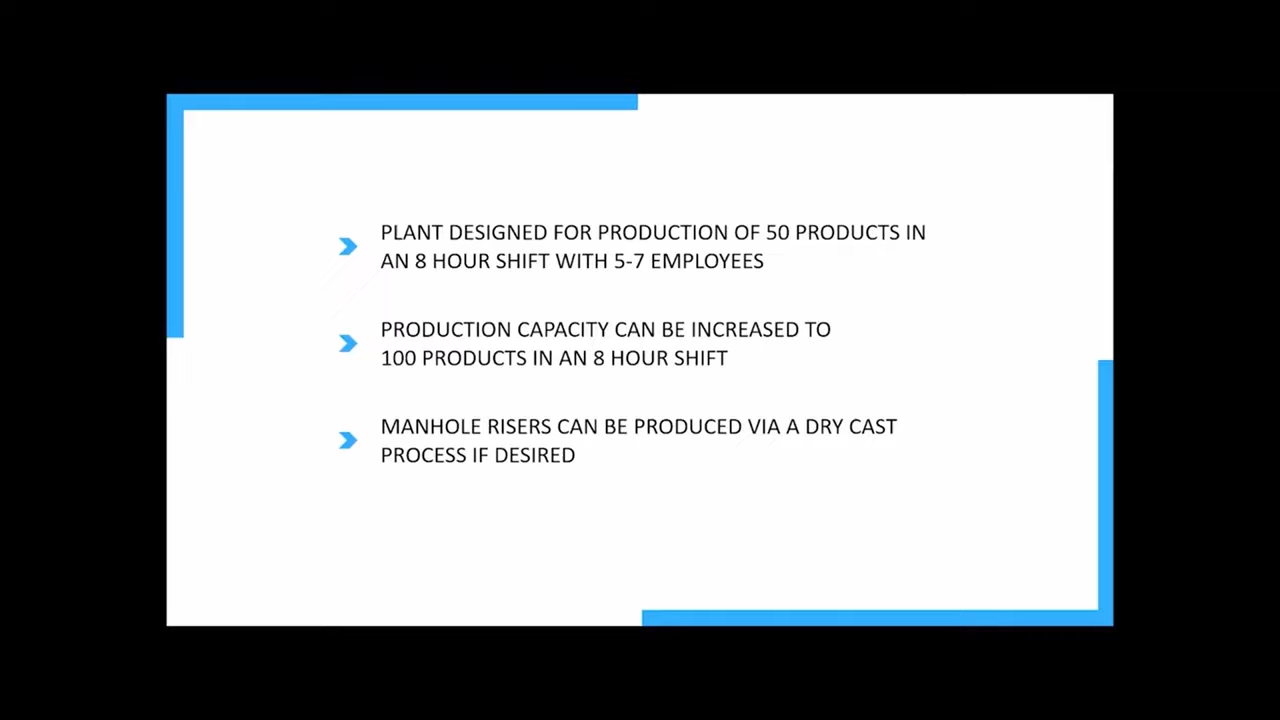 PLANT DESIGNED FOR PRODUCTION OF 50 PRODUCTS IN
AN 8 HOUR SHIFT WITH 5-7 EMPLOYEES
PRODUCTION CAPACITY CAN BE INCREASED TO
100 PRODUCTS IN AN 8 HOUR SHIFT
MANHOLE RISERS CAN BE PRODUCED VIA A DRY CAST
PROCESS IF DESIRED